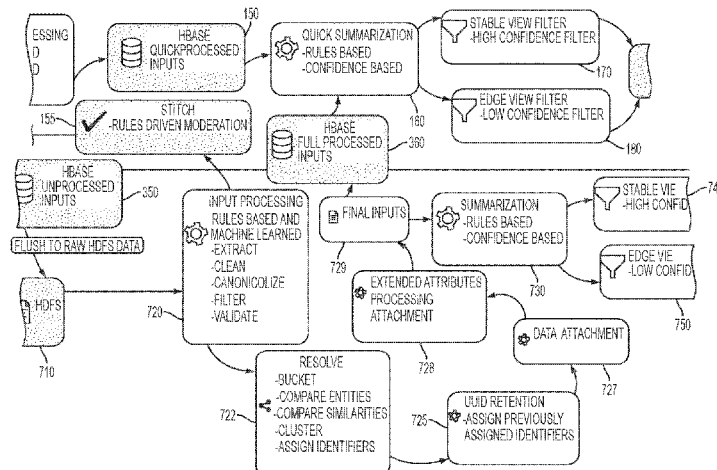 ESSING
D
D
HBASE
QUICKPROCESSED
INPUTS
150
QUICK SUMMARIZATION
-RULES BASED
-CONFIDENCE BASED
160
STABLE VIEW FILTER
-HIGH CONFIDENCE FILTER
170
EDGE VIEW FILTER
-LOW CONFIDENCE FILTER
180
155
STITCH
-RULES DRIVEN MODERATION
HBASE
FULL PROCESSED
INPUTS
360
HBASE
UNPROCESSED
INPUTS
350
FLUSH TO RAW HDFS DATA
HDFS
710
INPUT PROCESSING
RULES BASED AND
MACHINE LEARNED
-EXTRACT
-CLEAN
-CANONICOLIZE
-FILTER
-VALIDATE
720
FINAL INPUTS
729
SUMMARIZATION
-RULES BASED
-CONFIDENCE BASED
730
STABLE VIE
-HIGH CONFID
74
EDGE VIE
-LOW CONFID
750
EXTENDED ATTRIBUTES
PROCESSING
ATTACHMENT
728
DATA ATTACHMENT
727
RESOLVE
-BUCKET
-COMPARE ENTITIES
-COMPARE SIMILARITIES
-CLUSTER
-ASSIGN IDENTIFIERS
722
UUID RETENTION
-ASSIGN PREVIOUSLY
ASSIGNED IDENTIFIERS
725